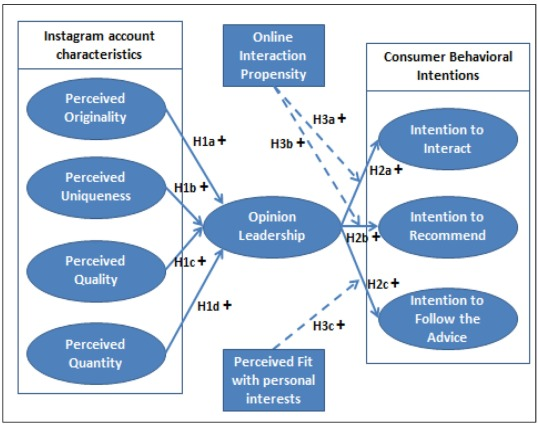 Instagram account
characteristics
Perceived
Originality
Perceived
Uniqueness
Perceived
Quality
Perceived
Quantity
H1a +
H1b +
H1c +
H1d +
Opinion
Leadership
Online
Interaction
Propensity
H3a +
H3b +
H2a +
H2b +
H2c +
H3c +
Perceived Fit
with personal
interests
Consumer Behavioral
Intentions
Intention to
Interact
Intention to
Recommend
Intention to
Follow the
Advice